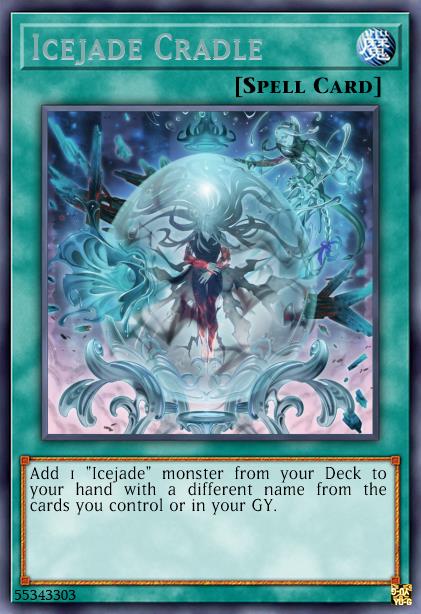 Icejade Cradle
魔
[Spell Card]
Add 1 "Icejade" monster from your Deck to
your hand with a different name from the
cards you control or in your GY.
55343303